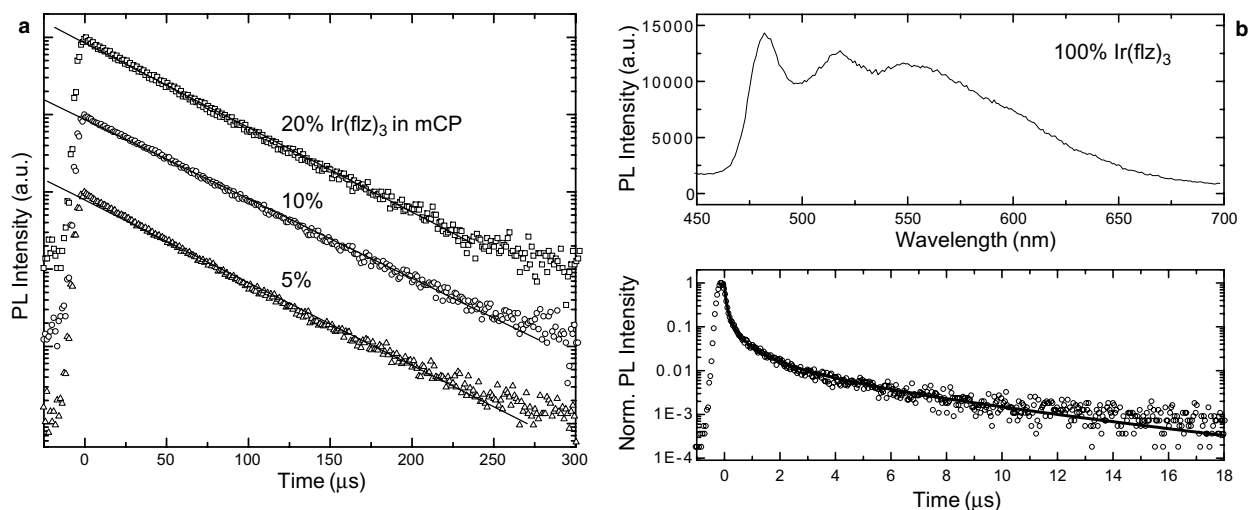 a
20% Ir(flz)3 in mCP
10%
5%
PL Intensity (a.u.)
0 50 100 150 200 250 300
Time (μs)
b
100% Ir(flz)3
15000
10000
5000
0
PL Intensity (a.u.)
450 500 550 600 650 700
Wavelength (nm)
1
0.1
0.01
1E-3
1E-4
Norm. PL Intensity
0 2 4 6 8 10 12 14 16 18
Time (μs)